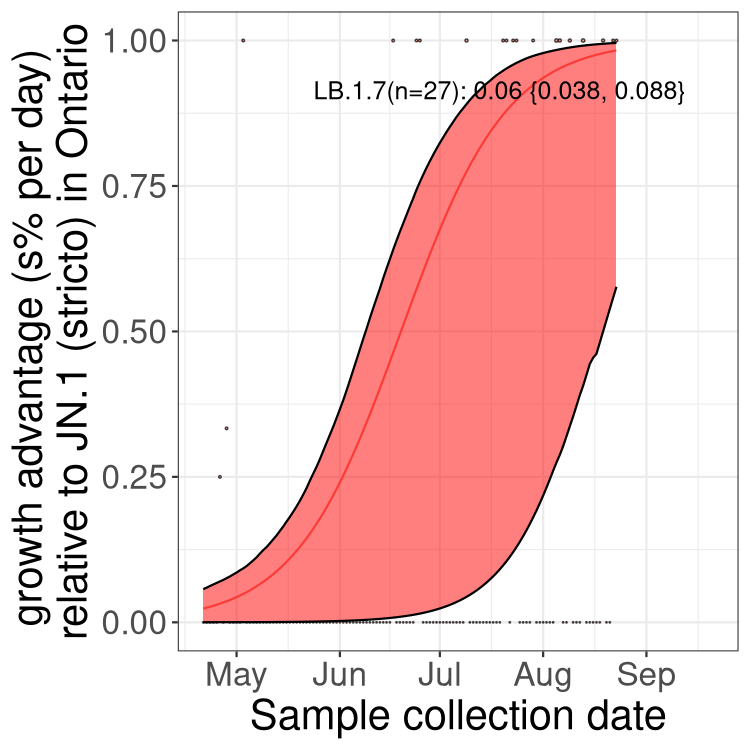 growth advantage (s% per day)
relative to JN.1 (stricto) in Ontario
1.00
0.75
0.50
0.25
0.00
LB.1.7(n=27): 0.06 {0.038, 0.088}
May Jun Jul Aug Sep
Sample collection date